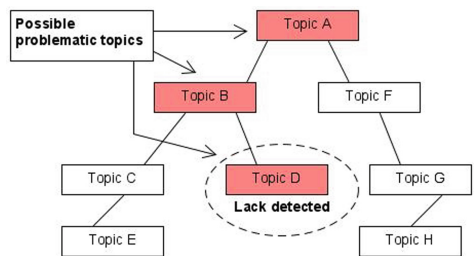 Possible
problematic topics
Topic A
Topic B
Topic F
Topic C
Topic D
Topic G
Lack detected
Topic E
Topic H